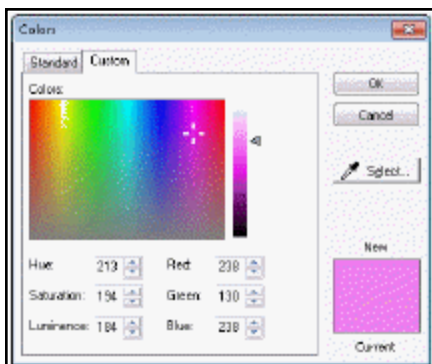 Colors
Standard Custom
Colors:
OK
Cancel
Select...
Hue: 213 Red: 238
Saturation: 194 Green: 130
Luminence: 184 Blue: 238
New
Current